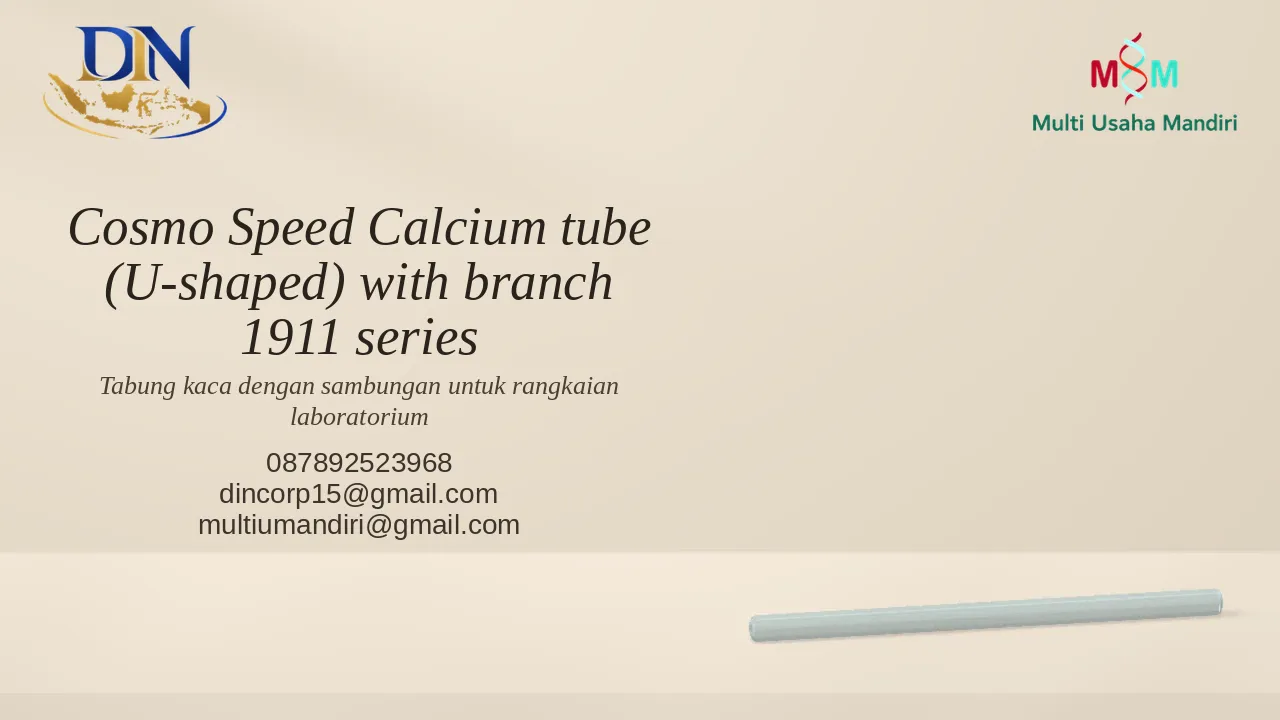 DIN
M M
Multi Usaha Mandiri
Cosmo Speed Calcium tube
(U-shaped) with branch
1911 series
Tabung kaca dengan sambungan untuk rangkaian
laboratorium
087892523968
dincorp15@gmail.com
multiumandiri@gmail.com